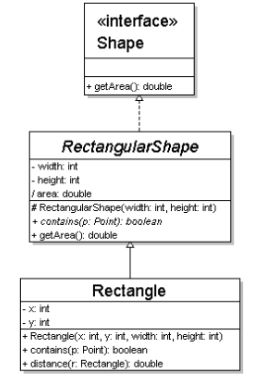 «interface»
Shape
+ getArea(): double
RectangularShape
- width: int
- height: int
/ area: double
# RectangularShape(width: int, height: int)
+ contains(p: Point): boolean
+ getArea(): double
Rectangle
- x: int
- y: int
+ Rectangle(x: int, y: int, width: int, height: int)
+ contains(p: Point): boolean
+ distance(r: Rectangle): double